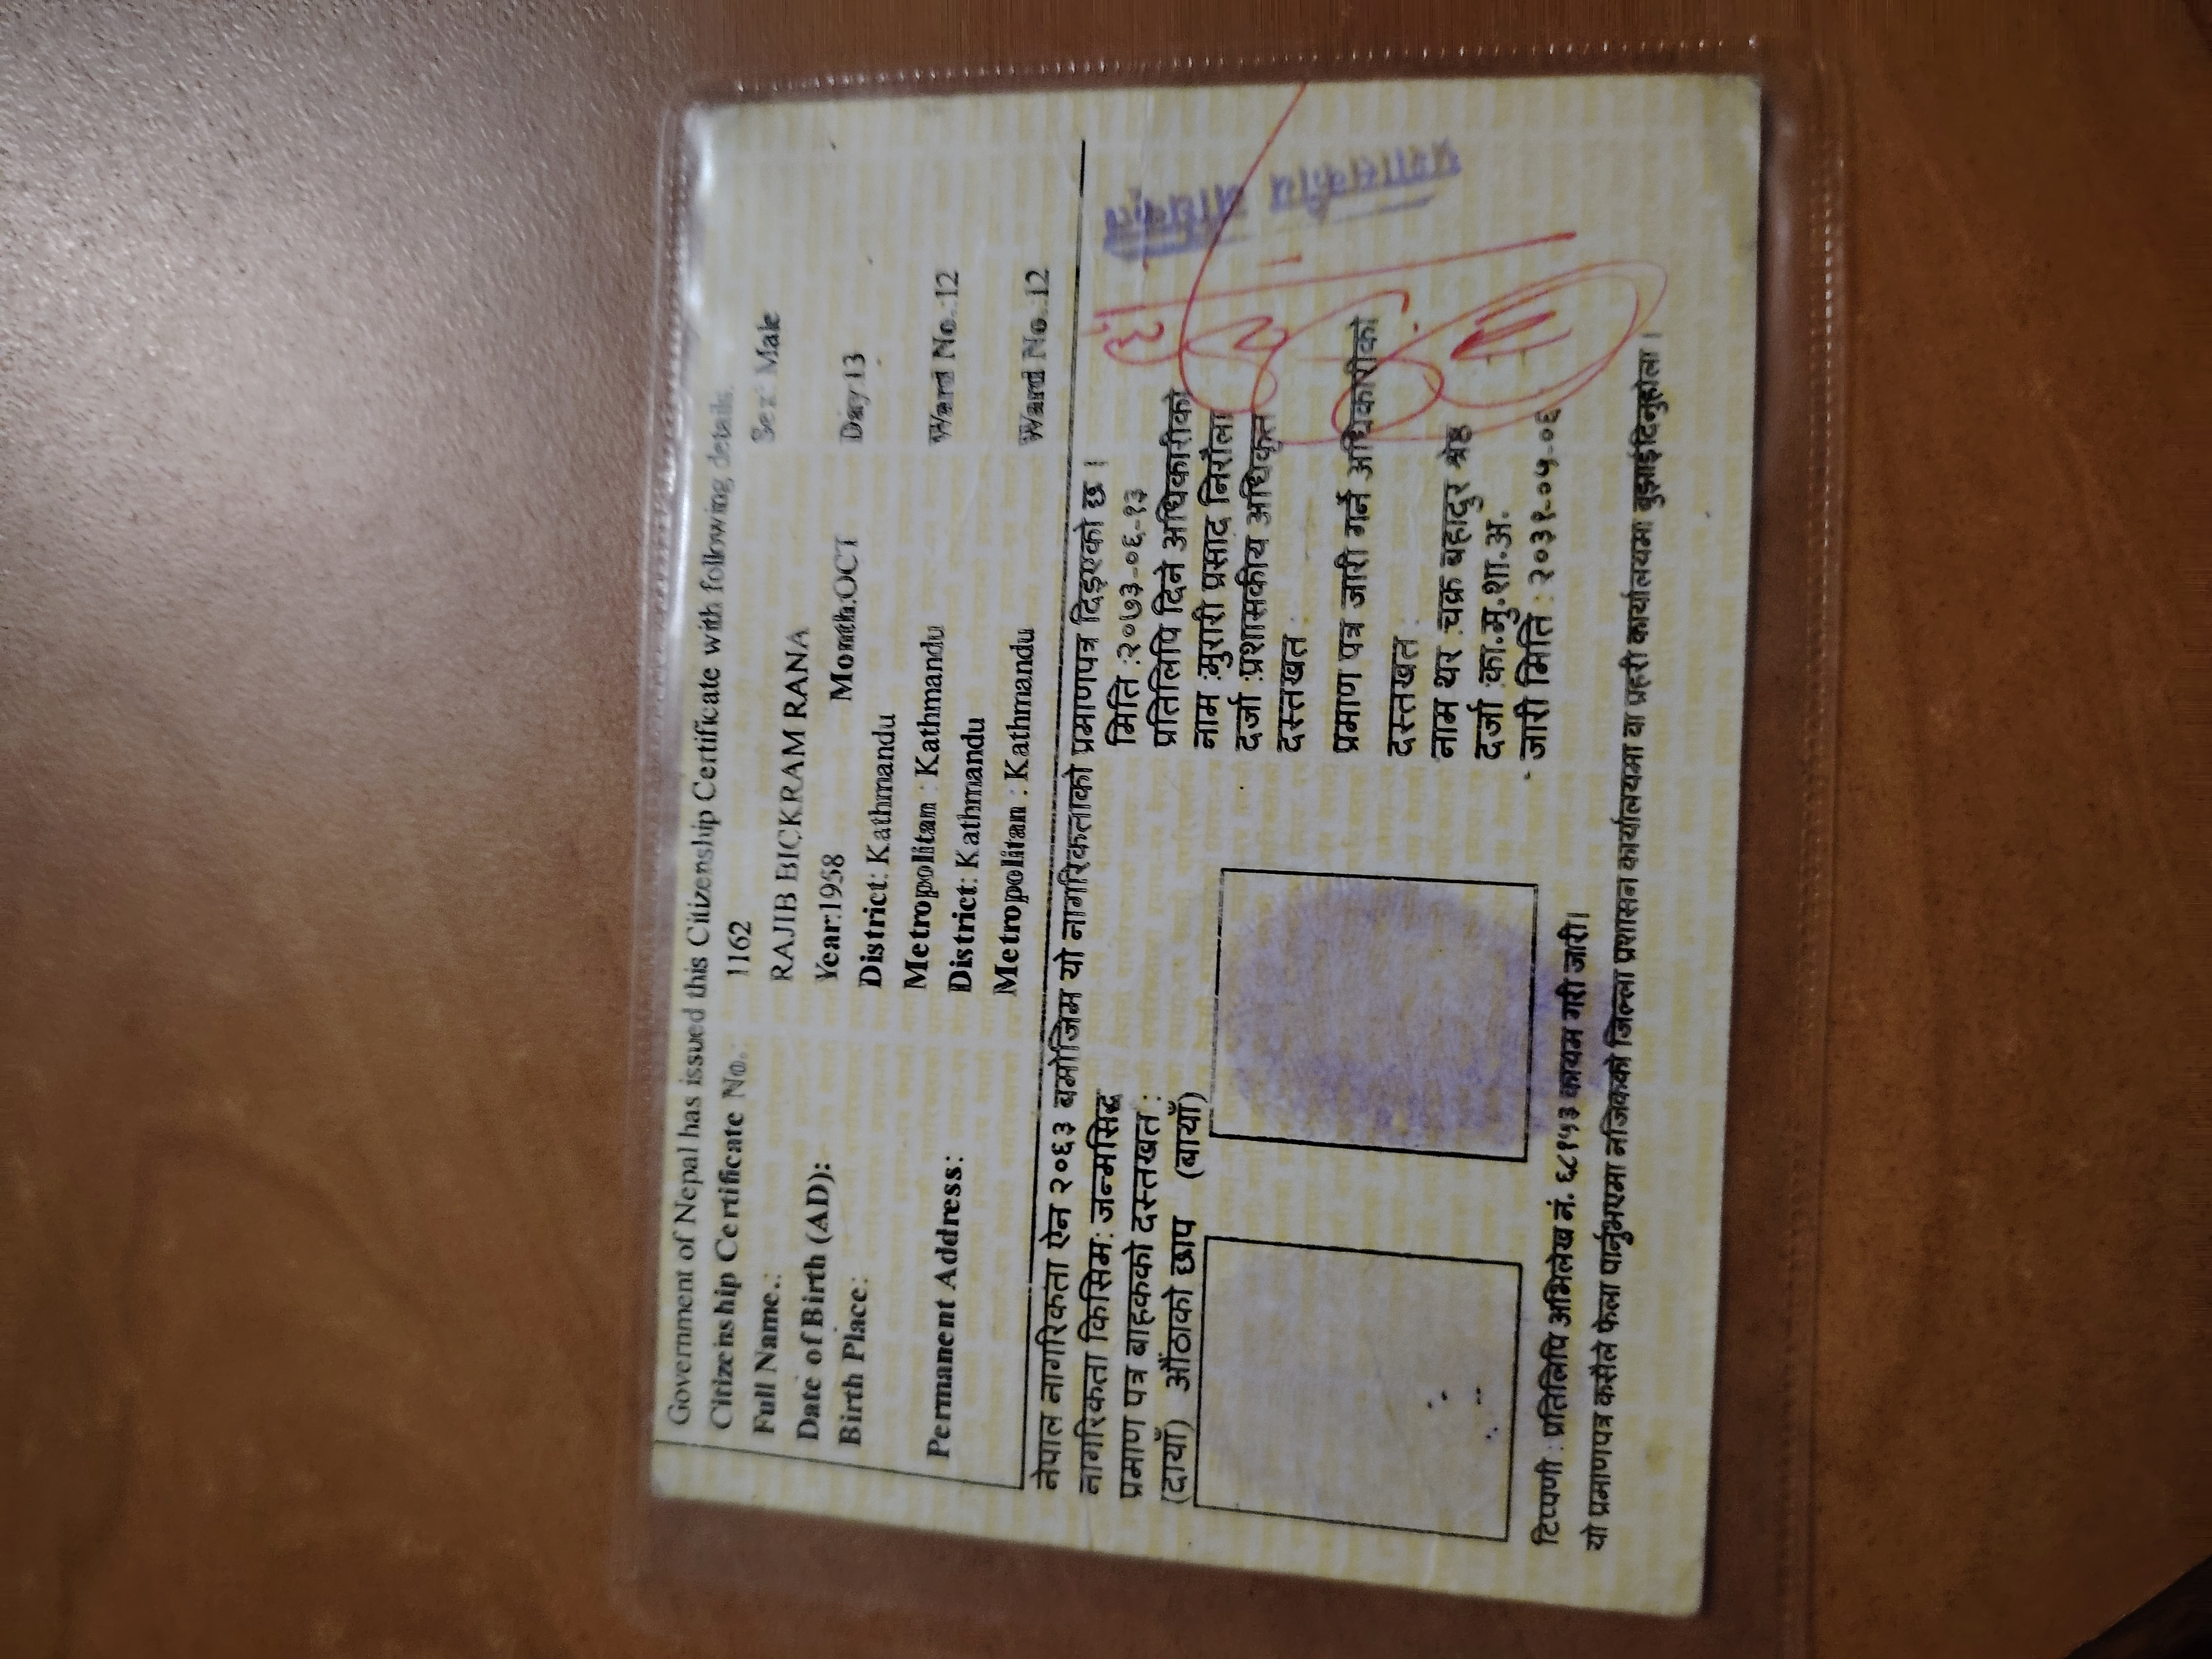 Government of Nepal has issued this Citizenship Certificate with following details.
Citizenship Certificate No.: 1162 Sex: Male
Full Name.: RAJIB BICKRAM RANA
Date of Birth (AD): Year:1958 Month:OCT Day:13
Birth Place: District: Kathmandu
Metropolitan : Kathmandu Ward No.:12
Permanent Address: District: Kathmandu
Metropolitan : Kathmandu Ward No.:12
नेपाल नागरिकता ऐन २०६३ बमोजिम यो नागरिकताको प्रमाणपत्र दिइएको छ ।
नागरिकता किसिम: जन्मसिद्ध
प्रमाण पत्र बाहकको दस्तखत :
(दायाँ) औंठाको छाप (बायाँ)
मिति :२०७३-०६-१३
प्रतिलिपि दिने अधिकारीको
नाम :मुरारी प्रसाद निरौला
दर्जा :प्रशासकीय अधिकृत
दस्तखत :
प्रमाण पत्र जारी गर्ने अधिकारीको
दस्तखत :
नाम थर :चक्र बहादुर श्रेष्ठ
दर्जा :का.मु.शा.अ.
जारी मिति : २०३१-०५-०६
प्रशासकीय अधिकृत
टिप्पणी : प्रतिलिपि अभिलेख नं. ६८१५३ कायम गरी जारी।
यो प्रमाणपत्र कसैले फेला पार्नुभएमा नजिकको जिल्ला प्रशासन कार्यालयमा वा प्रहरी कार्यालयमा बुझाईदिनुहोला ।